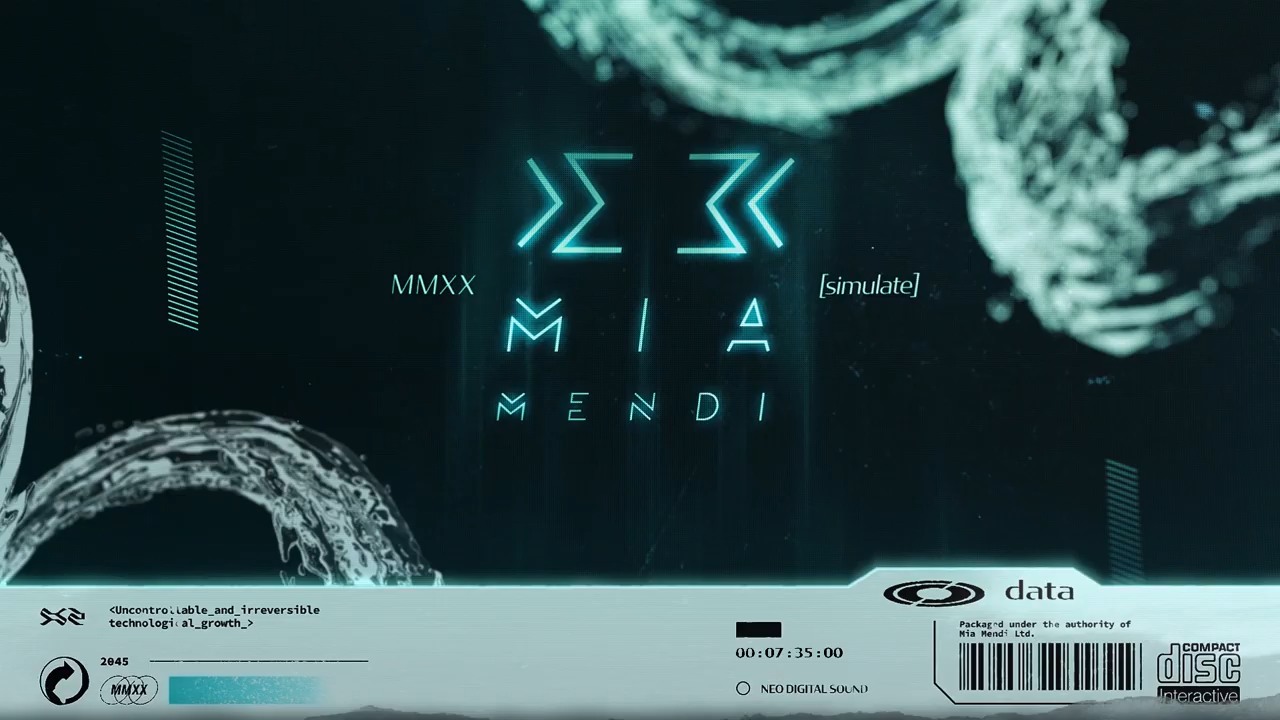 MMXX
[simulate]
MIA
MENDI
data
<Uncontrollable_and_irreversible
technological_growth_>
2045
MMXX
00:07:35:00
NEO DIGITAL SOUND
Packaged under the authority of
Mia Mendi Ltd.
COMPACT
disc
Interactive